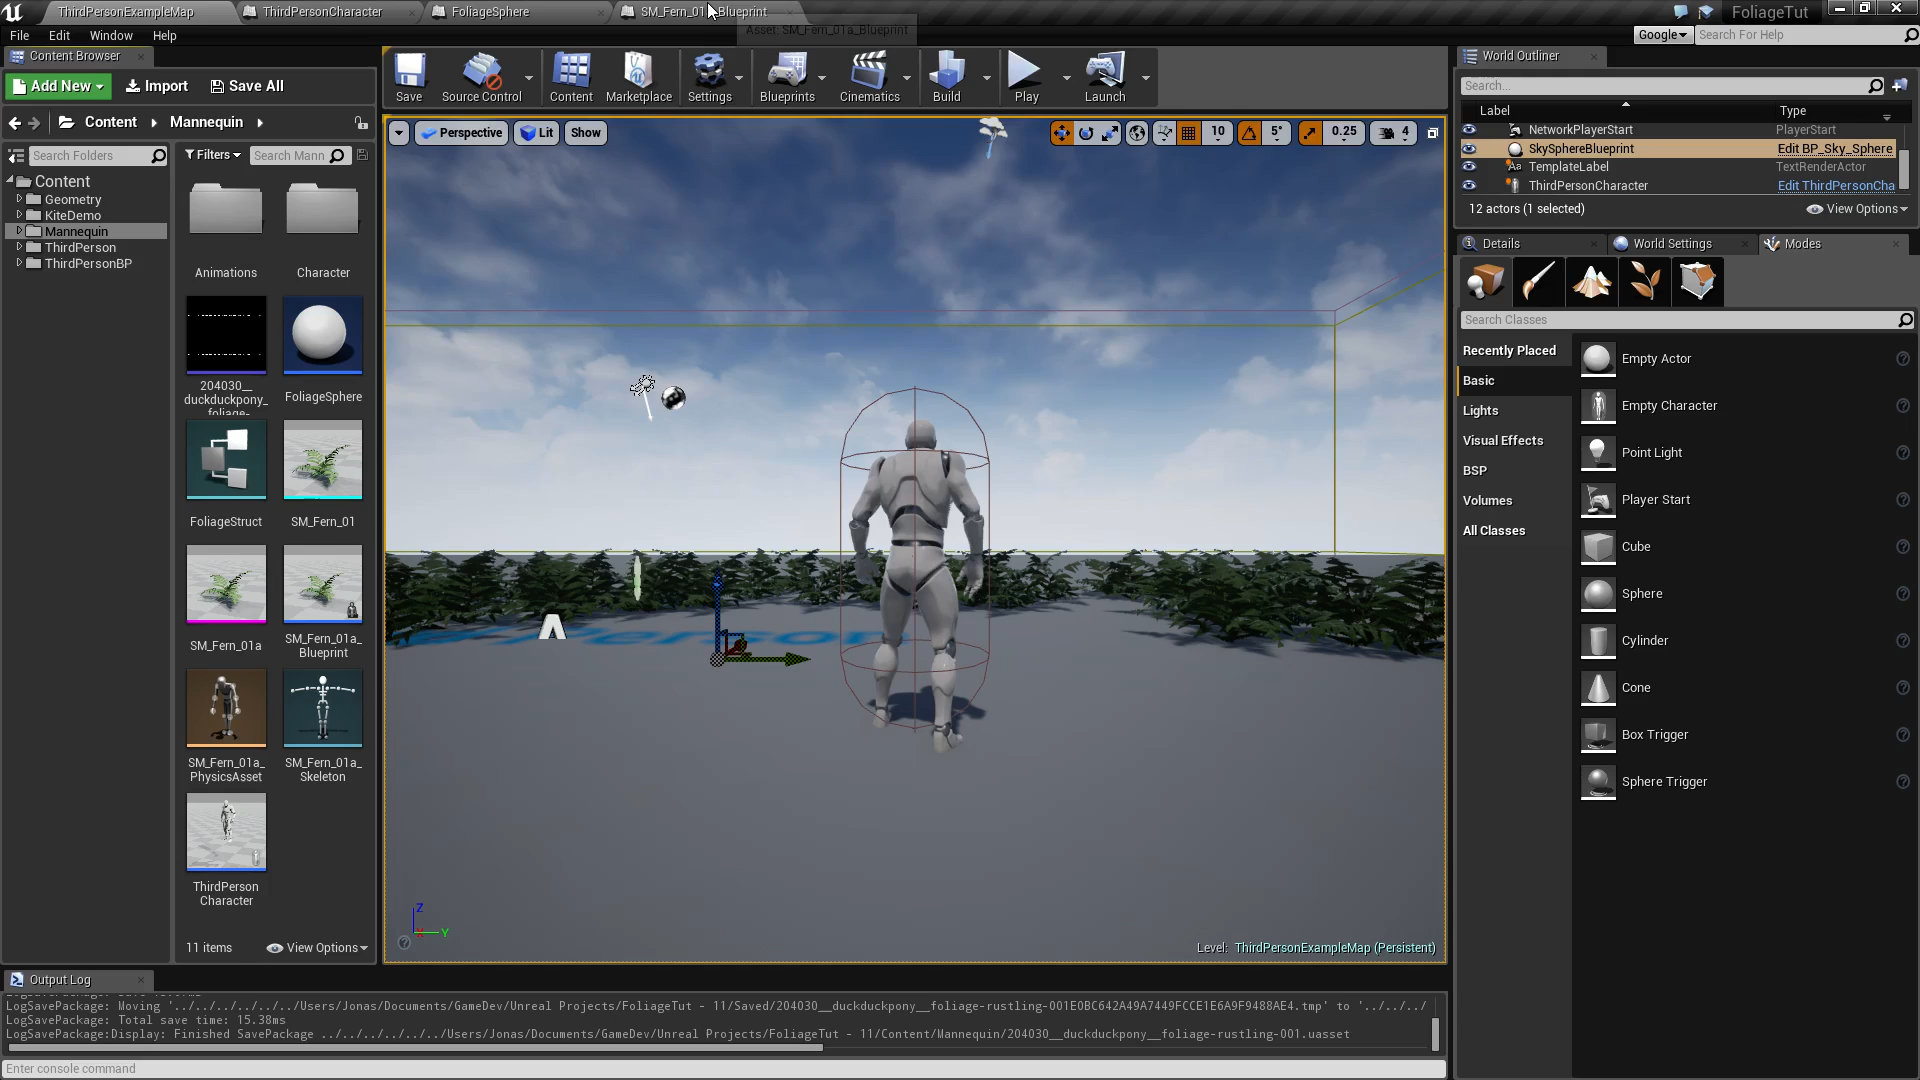 ThirdPersonExampleMap
ThirdPersonCharacter
FoliageSphere
SM_Fern_01
Blueprint
Asset: SM_Fern_01a_Blueprint
FoliageTut
File Edit Window Help
Google
Search For Help
Content Browser
Add New
Import
Save All
Content
Mannequin
Search Folders
Filters
Search Mann
Content
Geometry
KiteDemo
Mannequin
ThirdPerson
ThirdPersonBP
Animations
Character
204030__
duckduckpony_
foliage-
FoliageSphere
FoliageStruct
SM_Fern_01
SM_Fern_01a
SM_Fern_01a_
Blueprint
SM_Fern_01a_
PhysicsAsset
SM_Fern_01a_
Skeleton
ThirdPerson
Character
11 items
View Options
Save
Source Control
Content
Marketplace
Settings
Blueprints
Cinematics
Build
Play
Launch
Perspective
Lit
Show
10
5°
0.25
4
Z
Y
Level: ThirdPersonExampleMap (Persistent)
World Outliner
Search...
Label
Type
NetworkPlayerStart
PlayerStart
SkySphereBlueprint
Edit BP_Sky_Sphere
TemplateLabel
TextRenderActor
ThirdPersonCharacter
Edit ThirdPersonCha
12 actors (1 selected)
View Options
Details
World Settings
Modes
Search Classes
Recently Placed
Basic
Lights
Visual Effects
BSP
Volumes
All Classes
Empty Actor
Empty Character
Point Light
Player Start
Cube
Sphere
Cylinder
Cone
Box Trigger
Sphere Trigger
Output Log
LogSavePackage: Moving '../../../../../../Users/Jonas/Documents/GameDev/Unreal Projects/FoliageTut - 11/Saved/204030__duckduckpony__foliage-rustling-001E0BC642A49A7449FCCE1E6A9F9488AE4.tmp' to '../../../
LogSavePackage: Total save time: 15.38ms
LogSavePackage:Display: Finished SavePackage ../../../../../../Users/Jonas/Documents/GameDev/Unreal Projects/FoliageTut - 11/Content/Mannequin/204030__duckduckpony__foliage-rustling-001.uasset
Enter console command